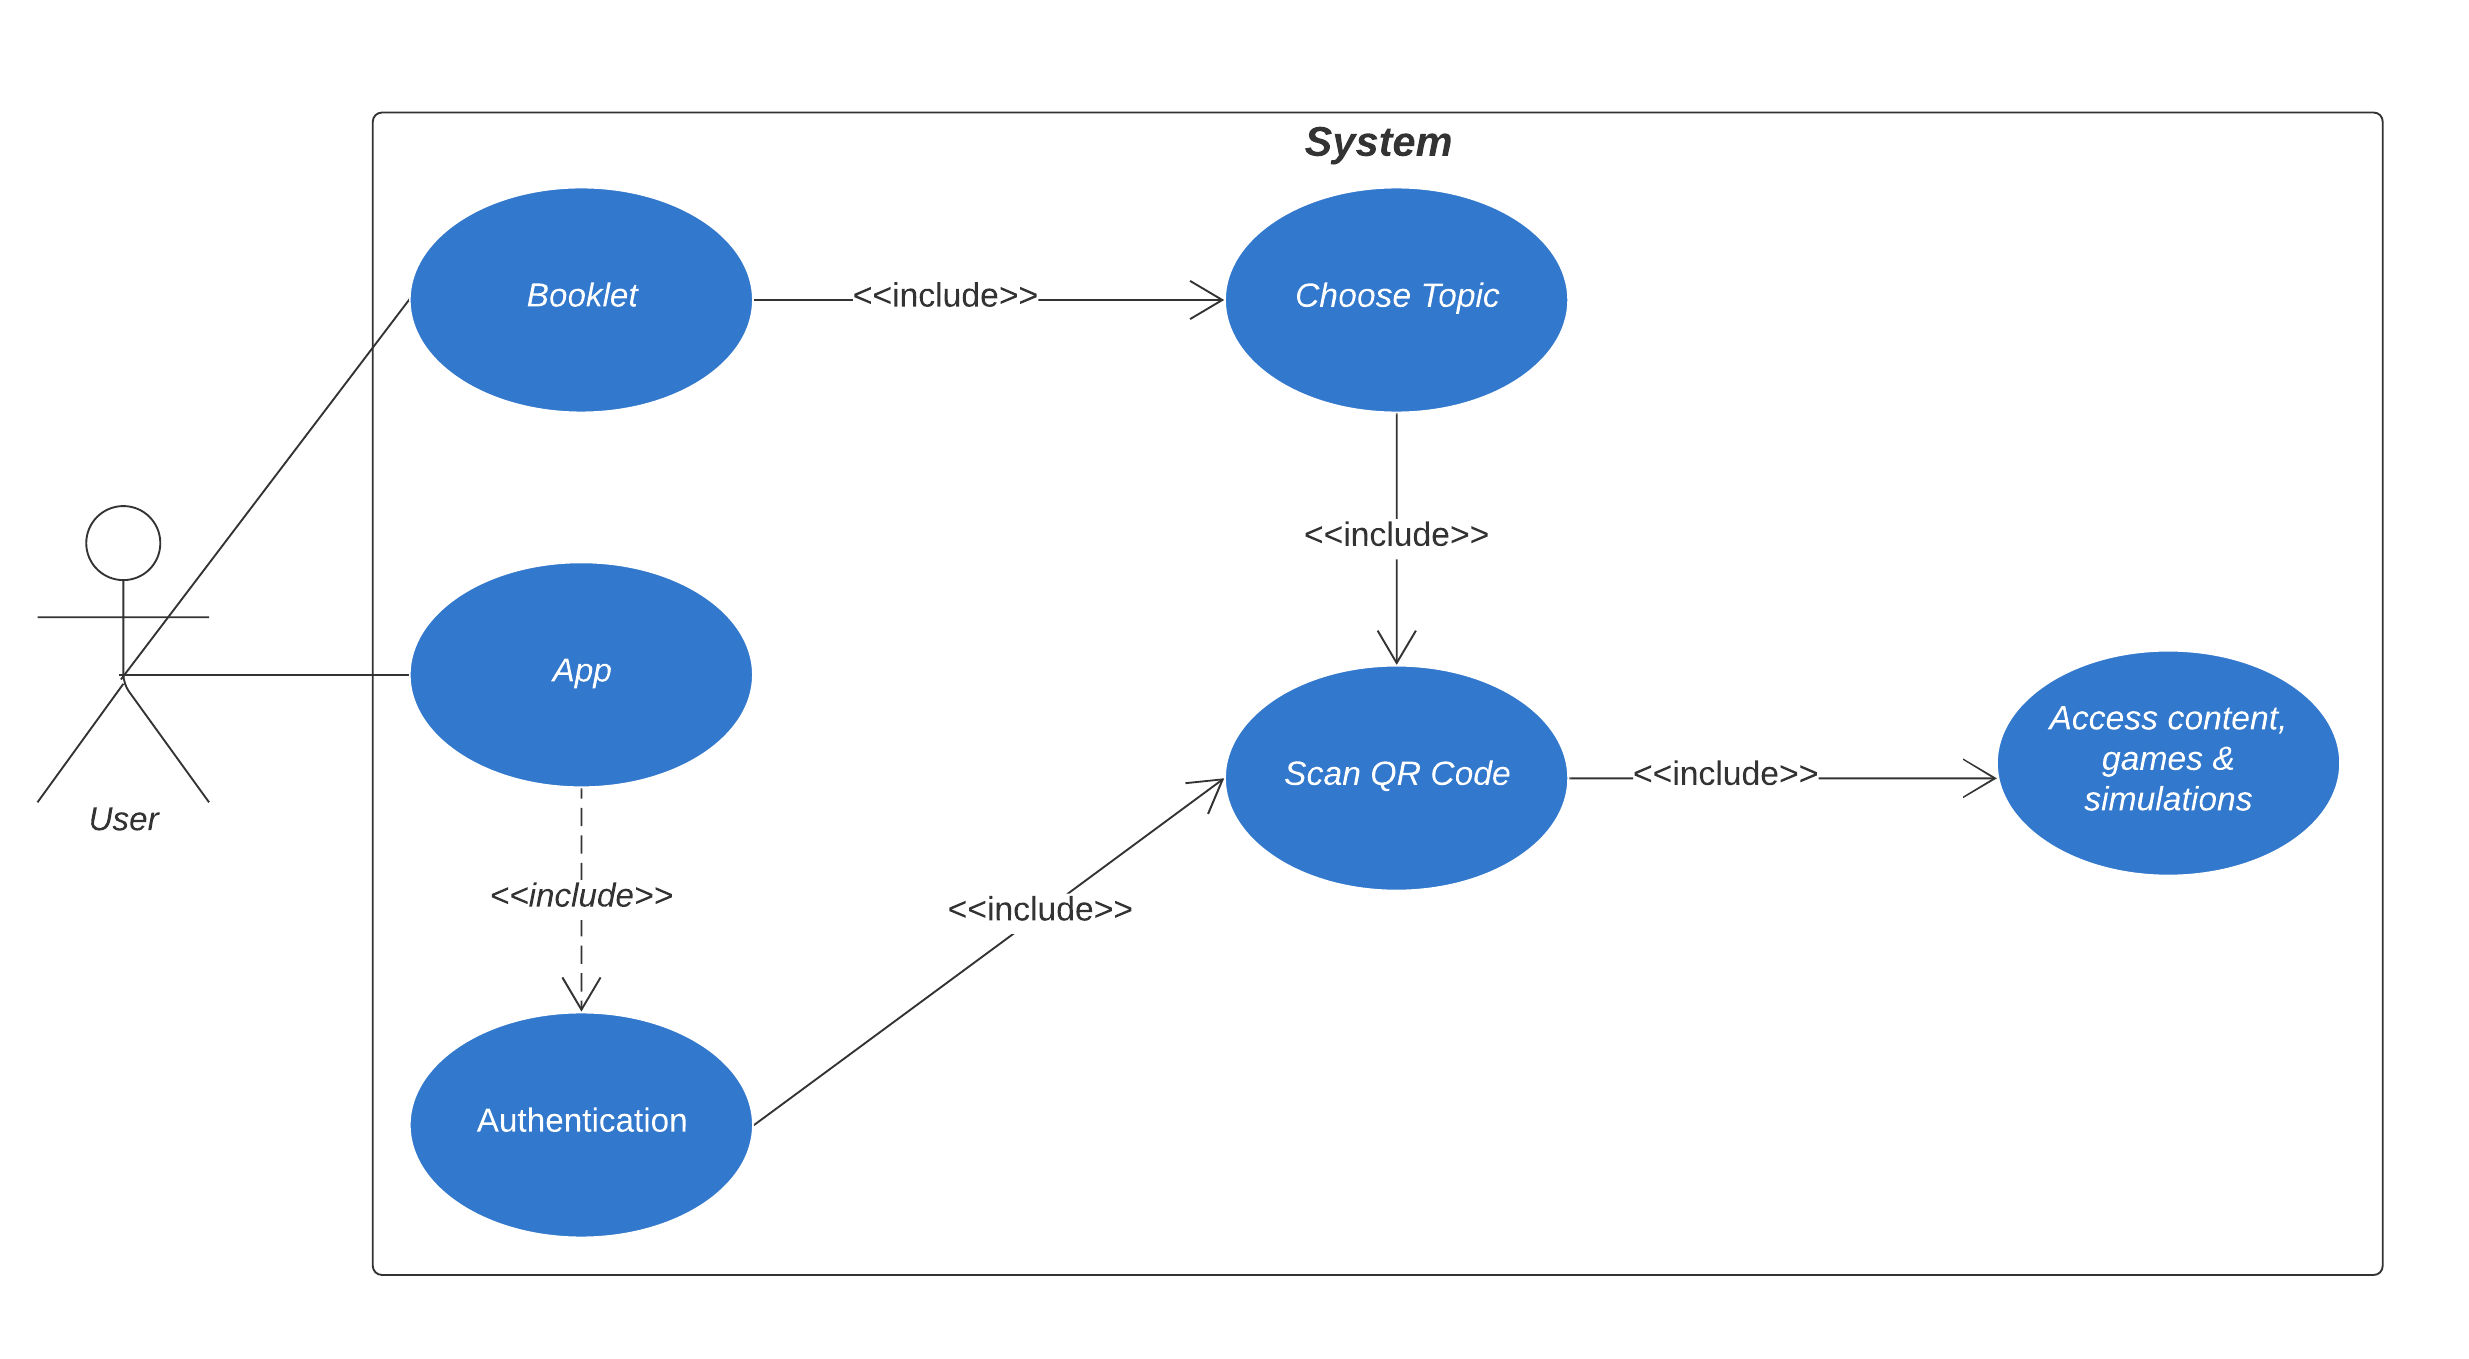 System
Booklet
<<include>>
Choose Topic
<<include>>
App
Scan QR Code
<<include>>
Access content,
games &
simulations
User
<<include>>
<<include>>
Authentication